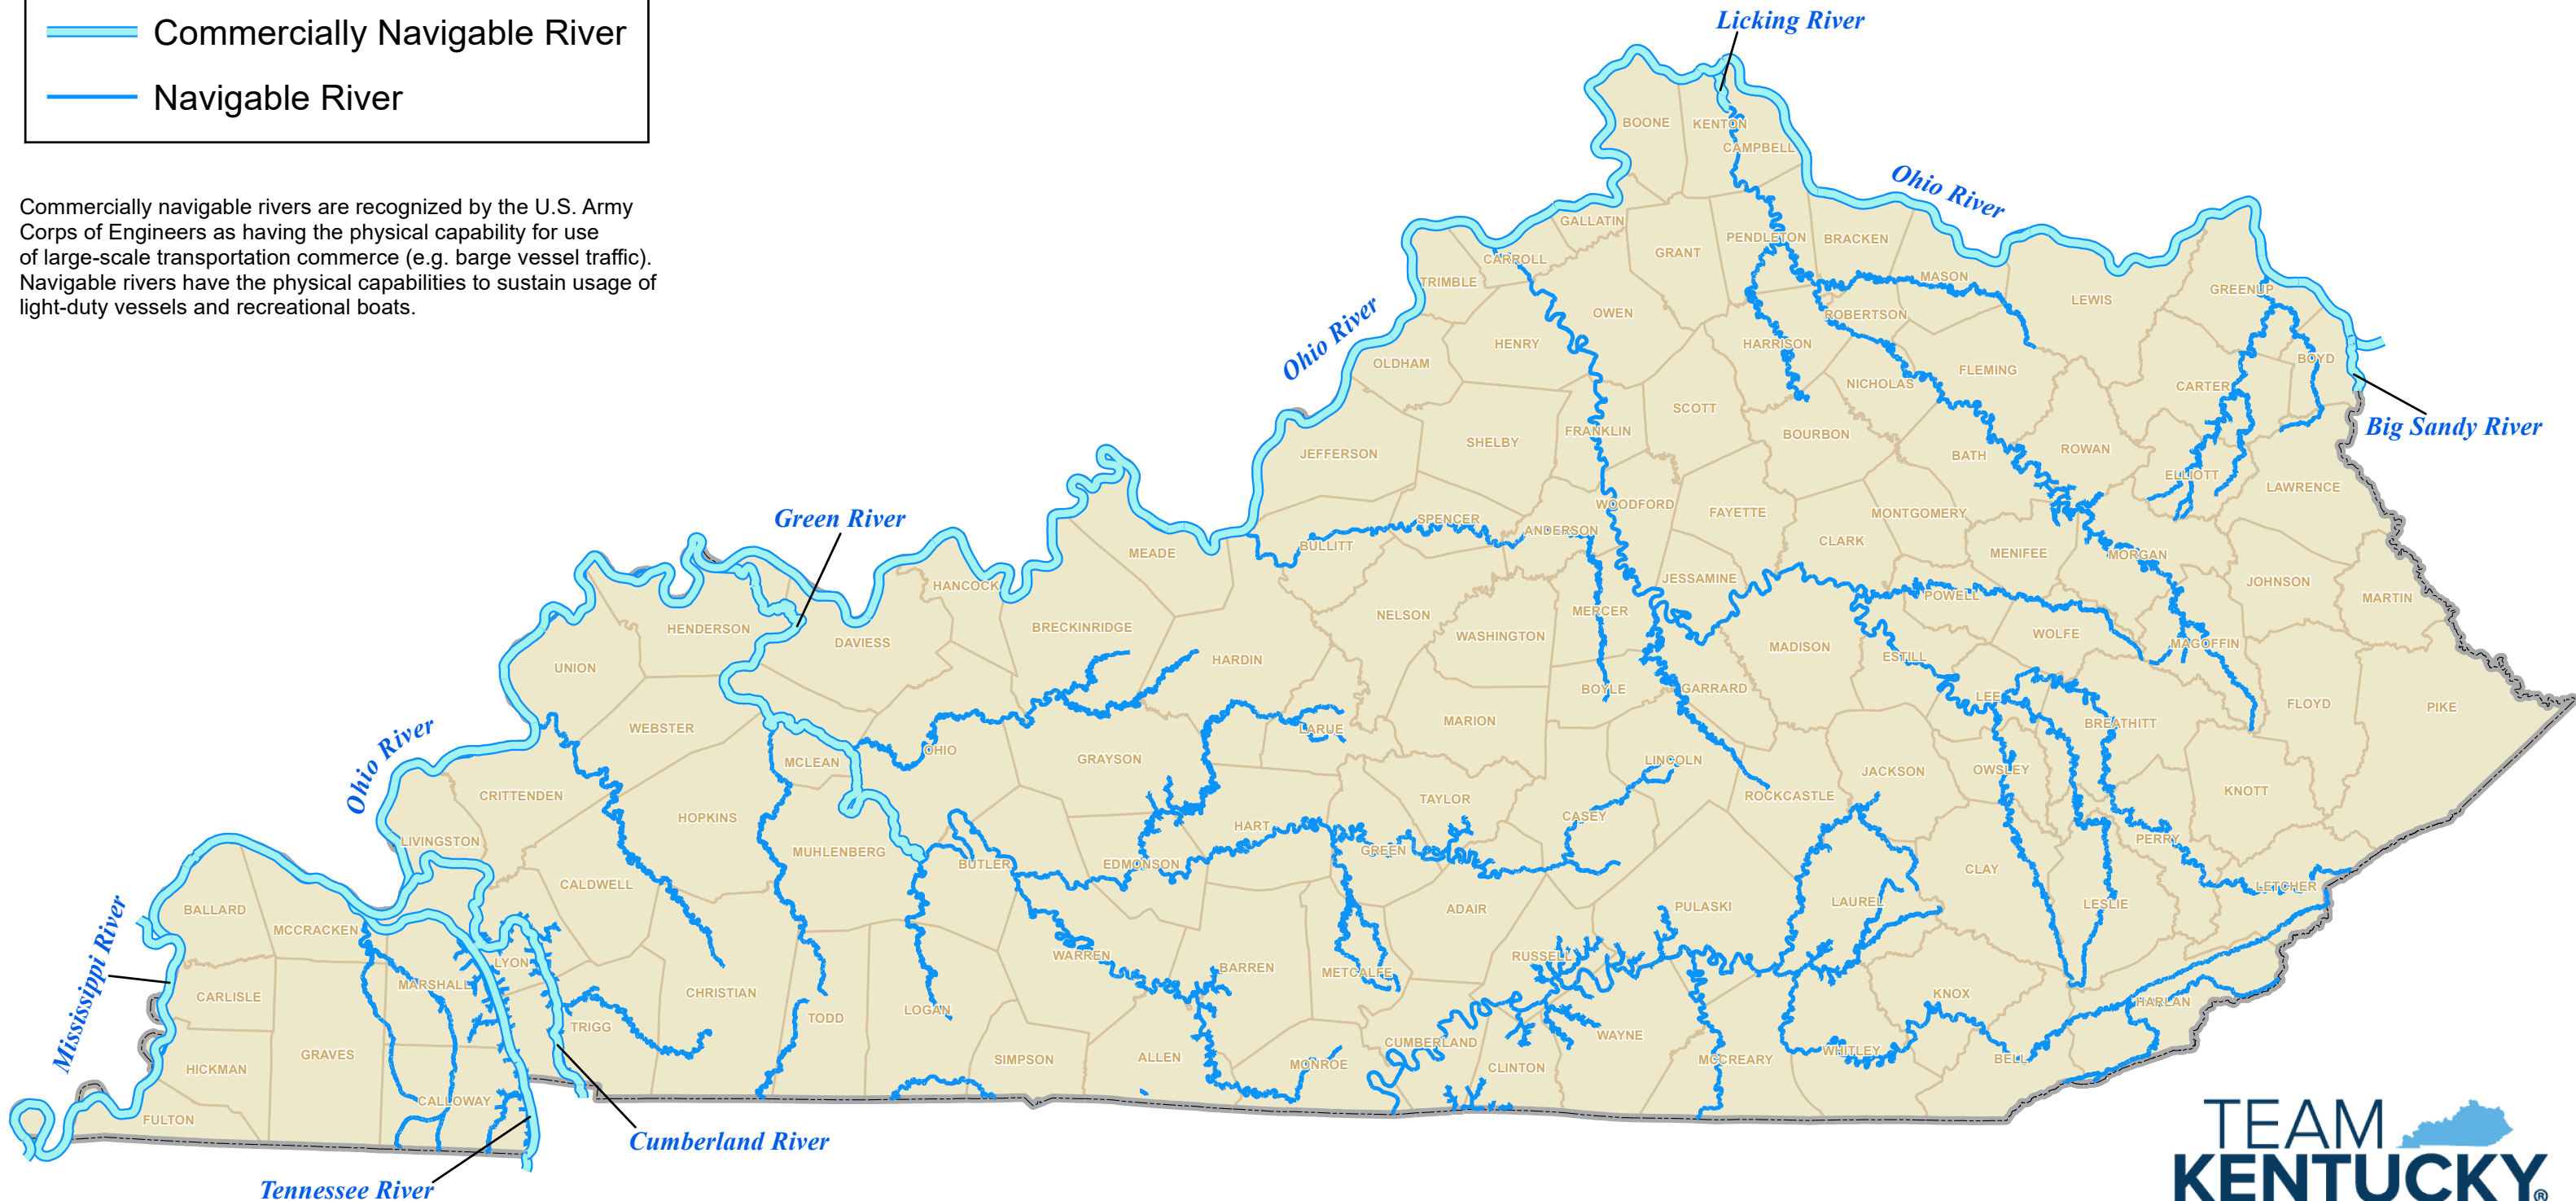 Commercially Navigable River
Navigable River
Commercially navigable rivers are recognized by the U.S. Army
Corps of Engineers as having the physical capability for use
of large-scale transportation commerce (e.g. barge vessel traffic).
Navigable rivers have the physical capabilities to sustain usage of
light-duty vessels and recreational boats.
Licking River
Ohio River
Ohio River
Big Sandy River
Green River
Ohio River
Mississippi River
Cumberland River
Tennessee River
BOONE
KENTON
CAMPBELL
GALLATIN
CARROLL
TRIMBLE
GRANT
PENDLETON
BRACKEN
MASON
ROBERTSON
LEWIS
GREENUP
OWEN
HENRY
OLDHAM
HARRISON
NICHOLAS
FLEMING
CARTER
BOYD
SCOTT
FRANKLIN
SHELBY
JEFFERSON
BOURBON
BATH
ROWAN
ELLIOTT
LAWRENCE
SPENCER
ANDERSON
WOODFORD
FAYETTE
MONTGOMERY
CLARK
MENIFEE
MORGAN
BULLITT
MEADE
HANCOCK
JESSAMINE
POWELL
JOHNSON
MARTIN
BRECKINRIDGE
HENDERSON
DAVIESS
UNION
NELSON
WASHINGTON
MERCER
MADISON
ESTILL
WOLFE
MAGOFFIN
HARDIN
BOYLE
GARRARD
LEE
BREATHITT
FLOYD
PIKE
WEBSTER
MCLEAN
OHIO
GRAYSON
LARUE
MARION
LINCOLN
JACKSON
OWSLEY
KNOTT
CRITTENDEN
HOPKINS
MUHLENBERG
BUTLER
EDMONSON
HART
GREEN
TAYLOR
CASEY
ROCKCASTLE
CLAY
PERRY
LETCHER
LIVINGSTON
CALDWELL
BALLARD
MCCRACKEN
ADAIR
PULASKI
LAUREL
LESLIE
LYON
WARREN
BARREN
METCALFE
RUSSELL
KNOX
HARLAN
CARLISLE
MARSHALL
CHRISTIAN
TODD
LOGAN
TRIGG
HICKMAN
GRAVES
SIMPSON
ALLEN
MONROE
CUMBERLAND
CLINTON
WAYNE
MCCREARY
WHITLEY
BELL
FULTON
CALLOWAY
TEAM
KENTUCKY®